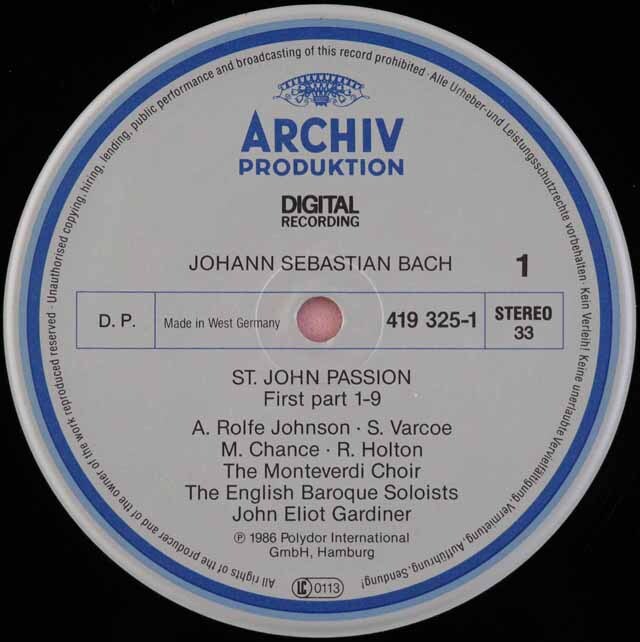 All rights of the producer and of the owner of the work reproduced reserved · Unauthorised copying, hiring, lending, public performance and broadcasting of this record prohibited · Alle Urheber- und Leistungsschutzrechte vorbehalten · Kein Verleih! Keine unerlaubte Vervielfältigung, Vermietung, Aufführung, Sendung!
ARCHIV
PRODUKTION
DIGITAL
RECORDING
JOHANN SEBASTIAN BACH 1
D. P. Made in West Germany 419 325-1 STEREO
33
ST. JOHN PASSION
First part 1-9
A. Rolfe Johnson · S. Varcoe
M. Chance · R. Holton
The Monteverdi Choir
The English Baroque Soloists
John Eliot Gardiner
℗ 1986 Polydor International
GmbH, Hamburg
LC 0113